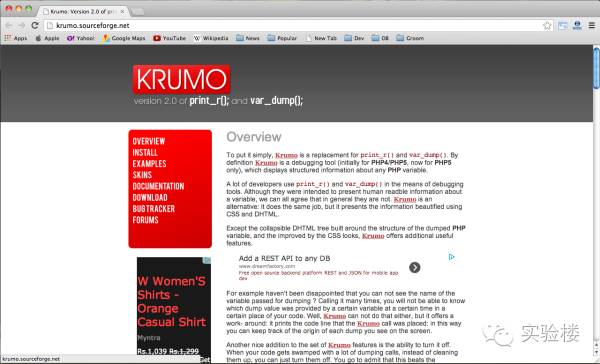 Krumo: Version 2.0 of prin
krumo.sourceforge.net
Apps Apple Yahoo! Google Maps YouTube Wikipedia News Popular New Tab Dev OB Groom
KRUMO
version 2.0 of print_r(); and var_dump();
OVERVIEW
INSTALL
EXAMPLES
SKINS
DOCUMENTATION
DOWNLOAD
BUGTRACKER
FORUMS
Overview
To put it simply, Krumo is a replacement for print_r() and var_dump(). By
definition Krumo is a debugging tool (initially for PHP4/PHP5, now for PHP5
only), which displays structured information about any PHP variable.
A lot of developers use print_r() and var_dump() in the means of debugging
tools. Although they were intended to present human readble information about
a variable, we can all agree that in general they are not. Krumo is an
alternative: it does the same job, but it presents the information beautified using
CSS and DHTML.
Except the collapsible DHTML tree built around the structure of the dumped PHP
variable, and the improved by the CSS looks, Krumo offers additional useful
features.
Add a REST API to any DB
www.dreamfactory.com
Free open source backend platform REST and JSON for mobile app
dev
For example haven't been disappointed that you can not see the name of the
variable passed for dumping ? Calling it many times, you will not be able to know
which dump value was provided by a certain variable at a certain time in a
certain place of your code. Well, Krumo can not do that either, but it offers a
work- around: it prints the code line that the Krumo call was placed: in this way
you can keep track of the origin of each dump you see on the screen.
Another nice addition to the set of Krumo features is the ability to turn it off.
When your code gets swamped with a lot of dumping calls, instead of cleaning
them up, you can just turn them off. You go to admit that this beats the
W Women'S
Shirts -
Orange
Casual Shirt
Myntra
Rs.1,039 Rs.1,299
Get
krumo.sourceforge.net
实验楼